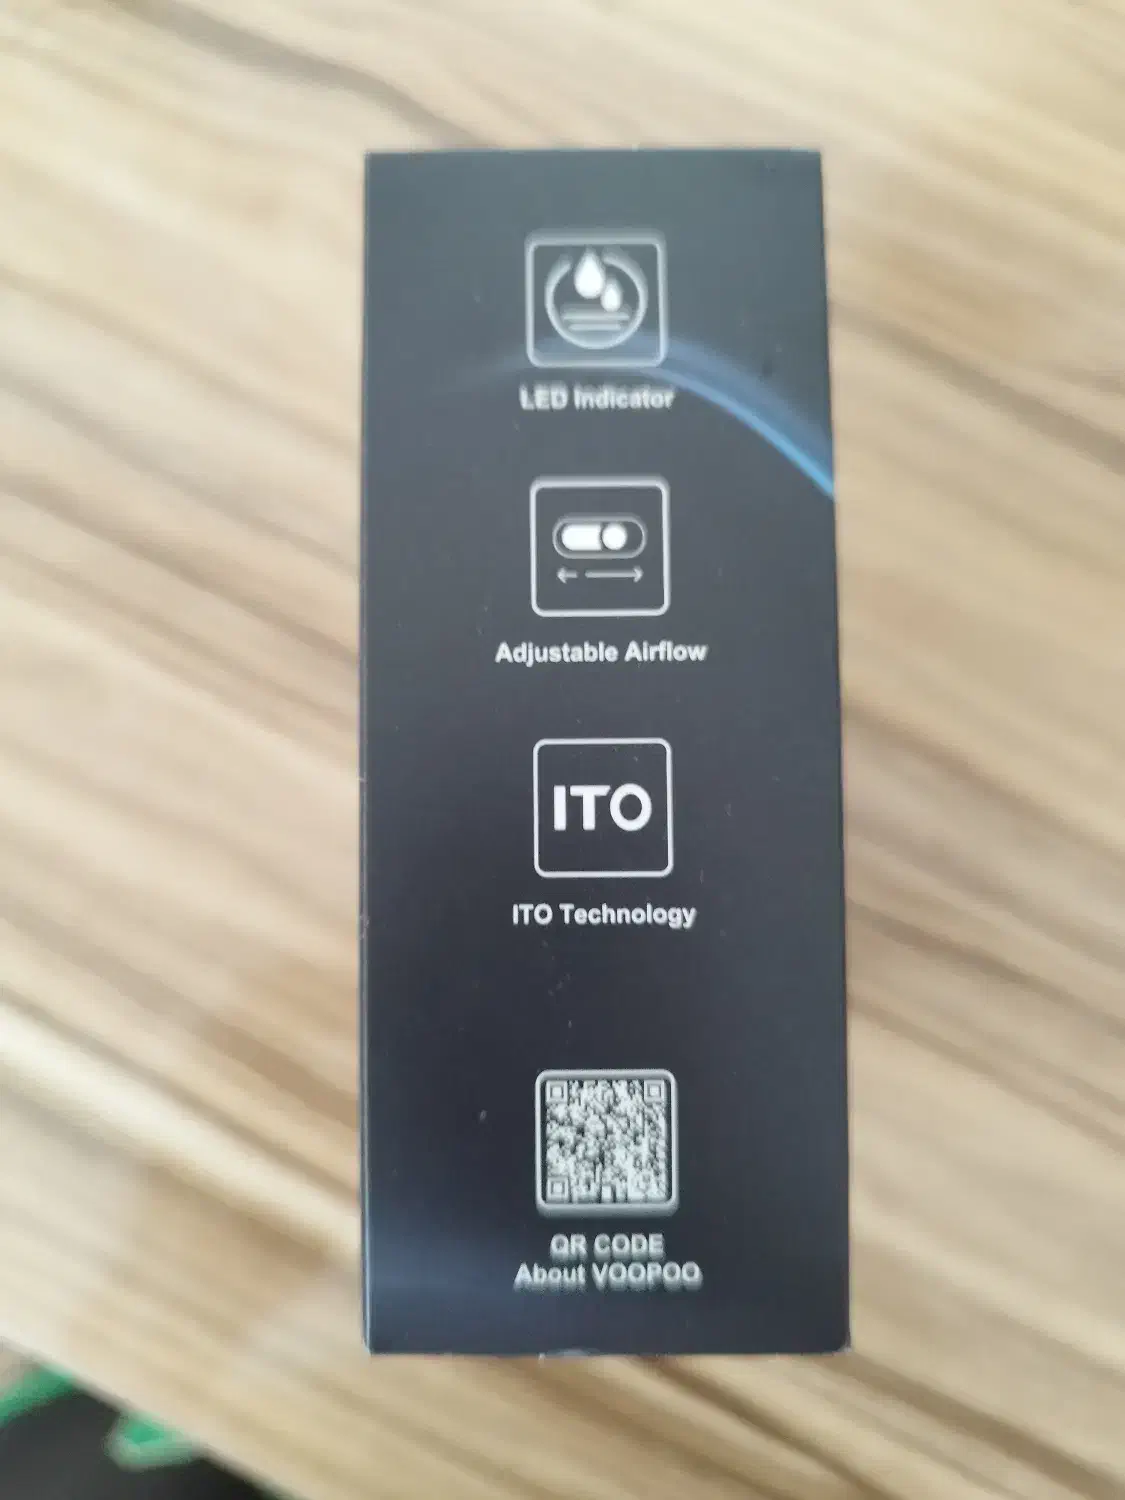 LED Indicator
Adjustable Airflow
ITO
ITO Technology
QR CODE
About VOOPOO